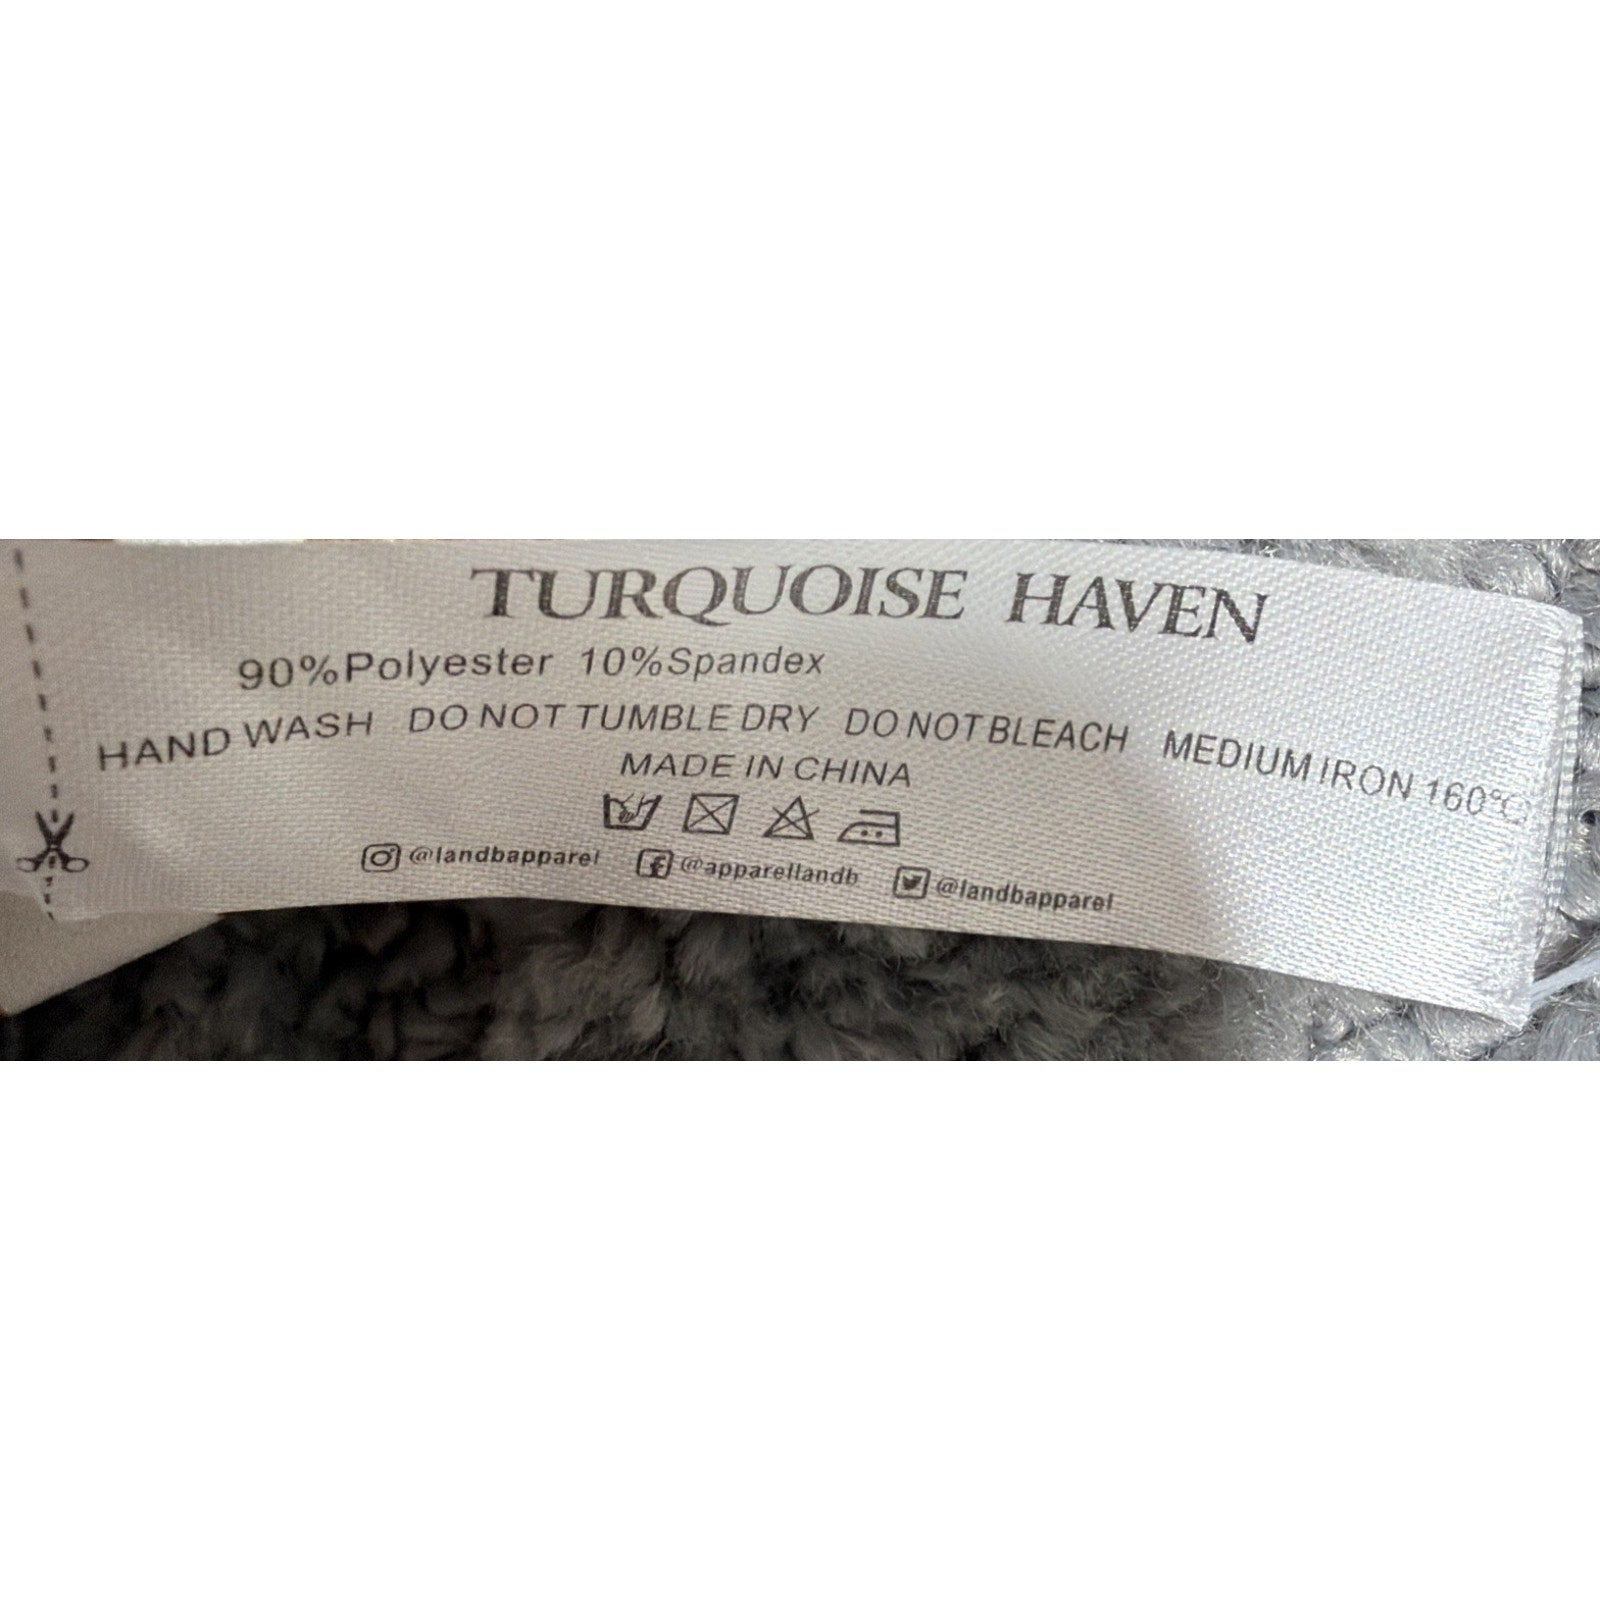 TURQUOISE HAVEN
90%Polyester 10%Spandex
HAND WASH DO NOT TUMBLE DRY DO NOT BLEACH MEDIUM IRON 160°C
MADE IN CHINA
@landbapparel @apparellandb @landbapparel